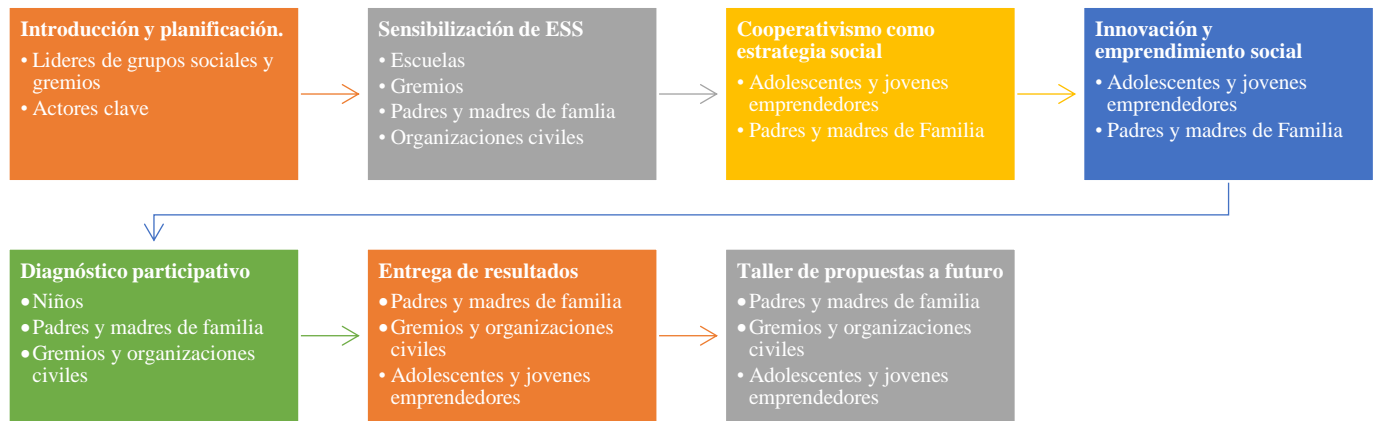 Introducción y planificación.
• Lideres de grupos sociales y
gremios
• Actores clave
Sensibilización de ESS
• Escuelas
• Gremios
• Padres y madres de famlia
• Organizaciones civiles
Cooperativismo como
estrategia social
• Adolescentes y jovenes
emprendedores
• Padres y madres de Familia
Innovación y
emprendimiento social
• Adolescentes y jovenes
emprendedores
• Padres y madres de Familia
Diagnóstico participativo
• Niños
• Padres y madres de familia
• Gremios y organizaciones
civiles
Entrega de resultados
• Padres y madres de familia
• Gremios y organizaciones
civiles
• Adolescentes y jovenes
emprendedores
Taller de propuestas a futuro
• Padres y madres de familia
• Gremios y organizaciones
civiles
• Adolescentes y jovenes
emprendedores